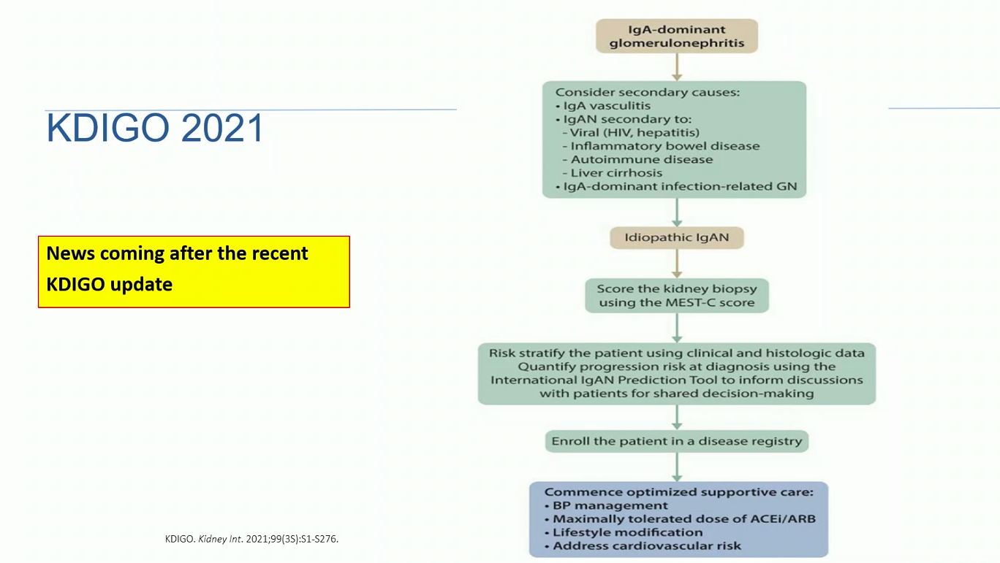 KDIGO 2021
News coming after the recent
KDIGO update
KDIGO. Kidney Int. 2021;99(3S):S1-S276.
IgA-dominant
glomerulonephritis
Consider secondary causes:
• IgA vasculitis
• IgAN secondary to:
- Viral (HIV, hepatitis)
- Inflammatory bowel disease
- Autoimmune disease
- Liver cirrhosis
• IgA-dominant infection-related GN
Idiopathic IgAN
Score the kidney biopsy
using the MEST-C score
Risk stratify the patient using clinical and histologic data
Quantify progression risk at diagnosis using the
International IgAN Prediction Tool to inform discussions
with patients for shared decision-making
Enroll the patient in a disease registry
Commence optimized supportive care:
• BP management
• Maximally tolerated dose of ACEi/ARB
• Lifestyle modification
• Address cardiovascular risk